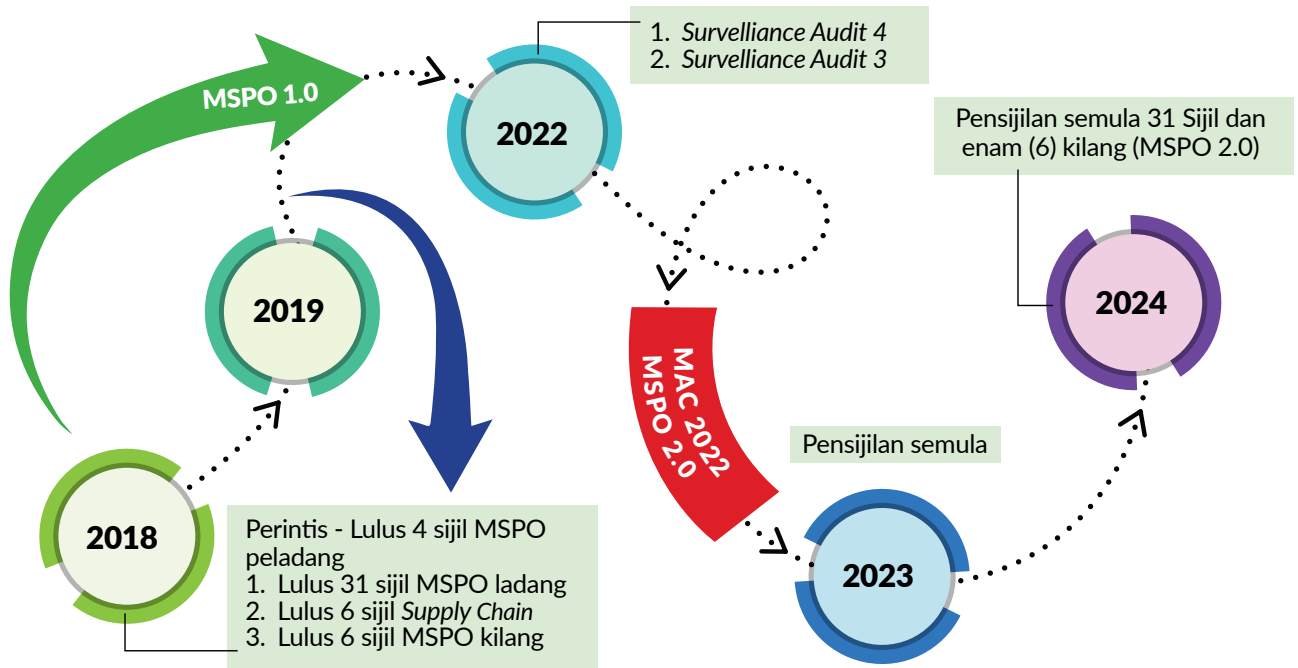 MSPO 1.0
2022
1. Survelliance Audit 4
2. Survelliance Audit 3
Pensijilan semula 31 Sijil dan
enam (6) kilang (MSPO 2.0)
2019
2024
MAC 2022
MSPO 2.0
Pensijilan semula
2018
Perintis - Lulus 4 sijil MSPO
peladang
1. Lulus 31 sijil MSPO ladang
2. Lulus 6 sijil Supply Chain
3. Lulus 6 sijil MSPO kilang
2023